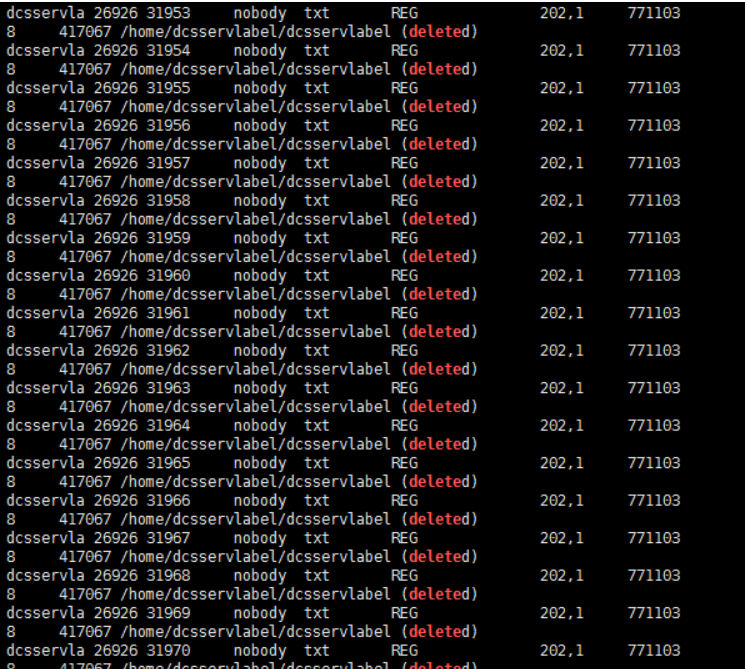 dcsservla 26926 31953     nobody  txt       REG              202,1     771103
8     417067 /home/dcsservlabel/dcsservlabel (deleted)
dcsservla 26926 31954     nobody  txt       REG              202,1     771103
8     417067 /home/dcsservlabel/dcsservlabel (deleted)
dcsservla 26926 31955     nobody  txt       REG              202,1     771103
8     417067 /home/dcsservlabel/dcsservlabel (deleted)
dcsservla 26926 31956     nobody  txt       REG              202,1     771103
8     417067 /home/dcsservlabel/dcsservlabel (deleted)
dcsservla 26926 31957     nobody  txt       REG              202,1     771103
8     417067 /home/dcsservlabel/dcsservlabel (deleted)
dcsservla 26926 31958     nobody  txt       REG              202,1     771103
8     417067 /home/dcsservlabel/dcsservlabel (deleted)
dcsservla 26926 31959     nobody  txt       REG              202,1     771103
8     417067 /home/dcsservlabel/dcsservlabel (deleted)
dcsservla 26926 31960     nobody  txt       REG              202,1     771103
8     417067 /home/dcsservlabel/dcsservlabel (deleted)
dcsservla 26926 31961     nobody  txt       REG              202,1     771103
8     417067 /home/dcsservlabel/dcsservlabel (deleted)
dcsservla 26926 31962     nobody  txt       REG              202,1     771103
8     417067 /home/dcsservlabel/dcsservlabel (deleted)
dcsservla 26926 31963     nobody  txt       REG              202,1     771103
8     417067 /home/dcsservlabel/dcsservlabel (deleted)
dcsservla 26926 31964     nobody  txt       REG              202,1     771103
8     417067 /home/dcsservlabel/dcsservlabel (deleted)
dcsservla 26926 31965     nobody  txt       REG              202,1     771103
8     417067 /home/dcsservlabel/dcsservlabel (deleted)
dcsservla 26926 31966     nobody  txt       REG              202,1     771103
8     417067 /home/dcsservlabel/dcsservlabel (deleted)
dcsservla 26926 31967     nobody  txt       REG              202,1     771103
8     417067 /home/dcsservlabel/dcsservlabel (deleted)
dcsservla 26926 31968     nobody  txt       REG              202,1     771103
8     417067 /home/dcsservlabel/dcsservlabel (deleted)
dcsservla 26926 31969     nobody  txt       REG              202,1     771103
8     417067 /home/dcsservlabel/dcsservlabel (deleted)
dcsservla 26926 31970     nobody  txt       REG              202,1     771103
8     417067 /home/dcsservlabel/dcsservlabel (deleted)